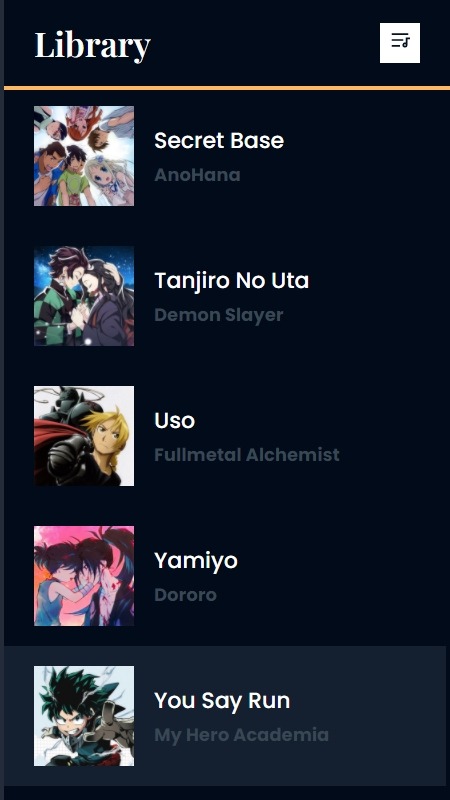 Library
Secret Base
AnoHana
Tanjiro No Uta
Demon Slayer
Uso
Fullmetal Alchemist
Yamiyo
Dororo
You Say Run
My Hero Academia